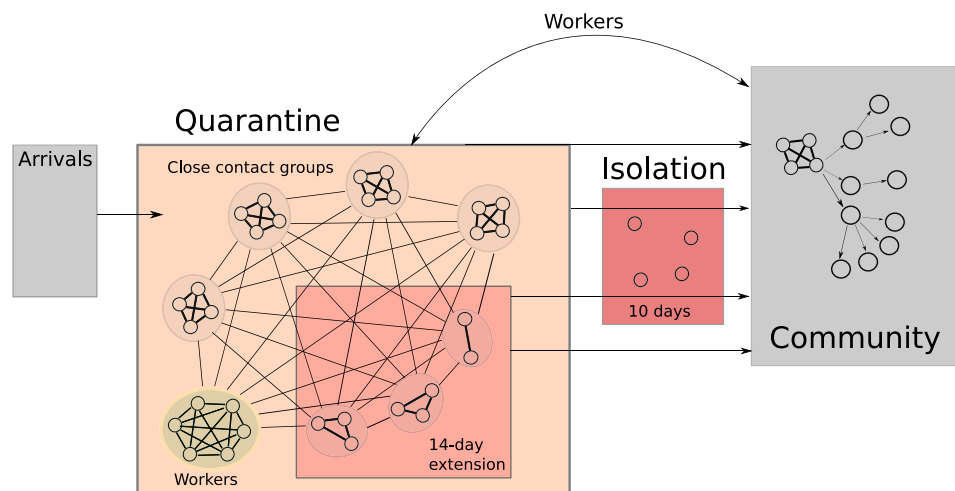 Workers
Quarantine
Arrivals
Close contact groups
Isolation
10 days
Community
14-day
extension
Workers